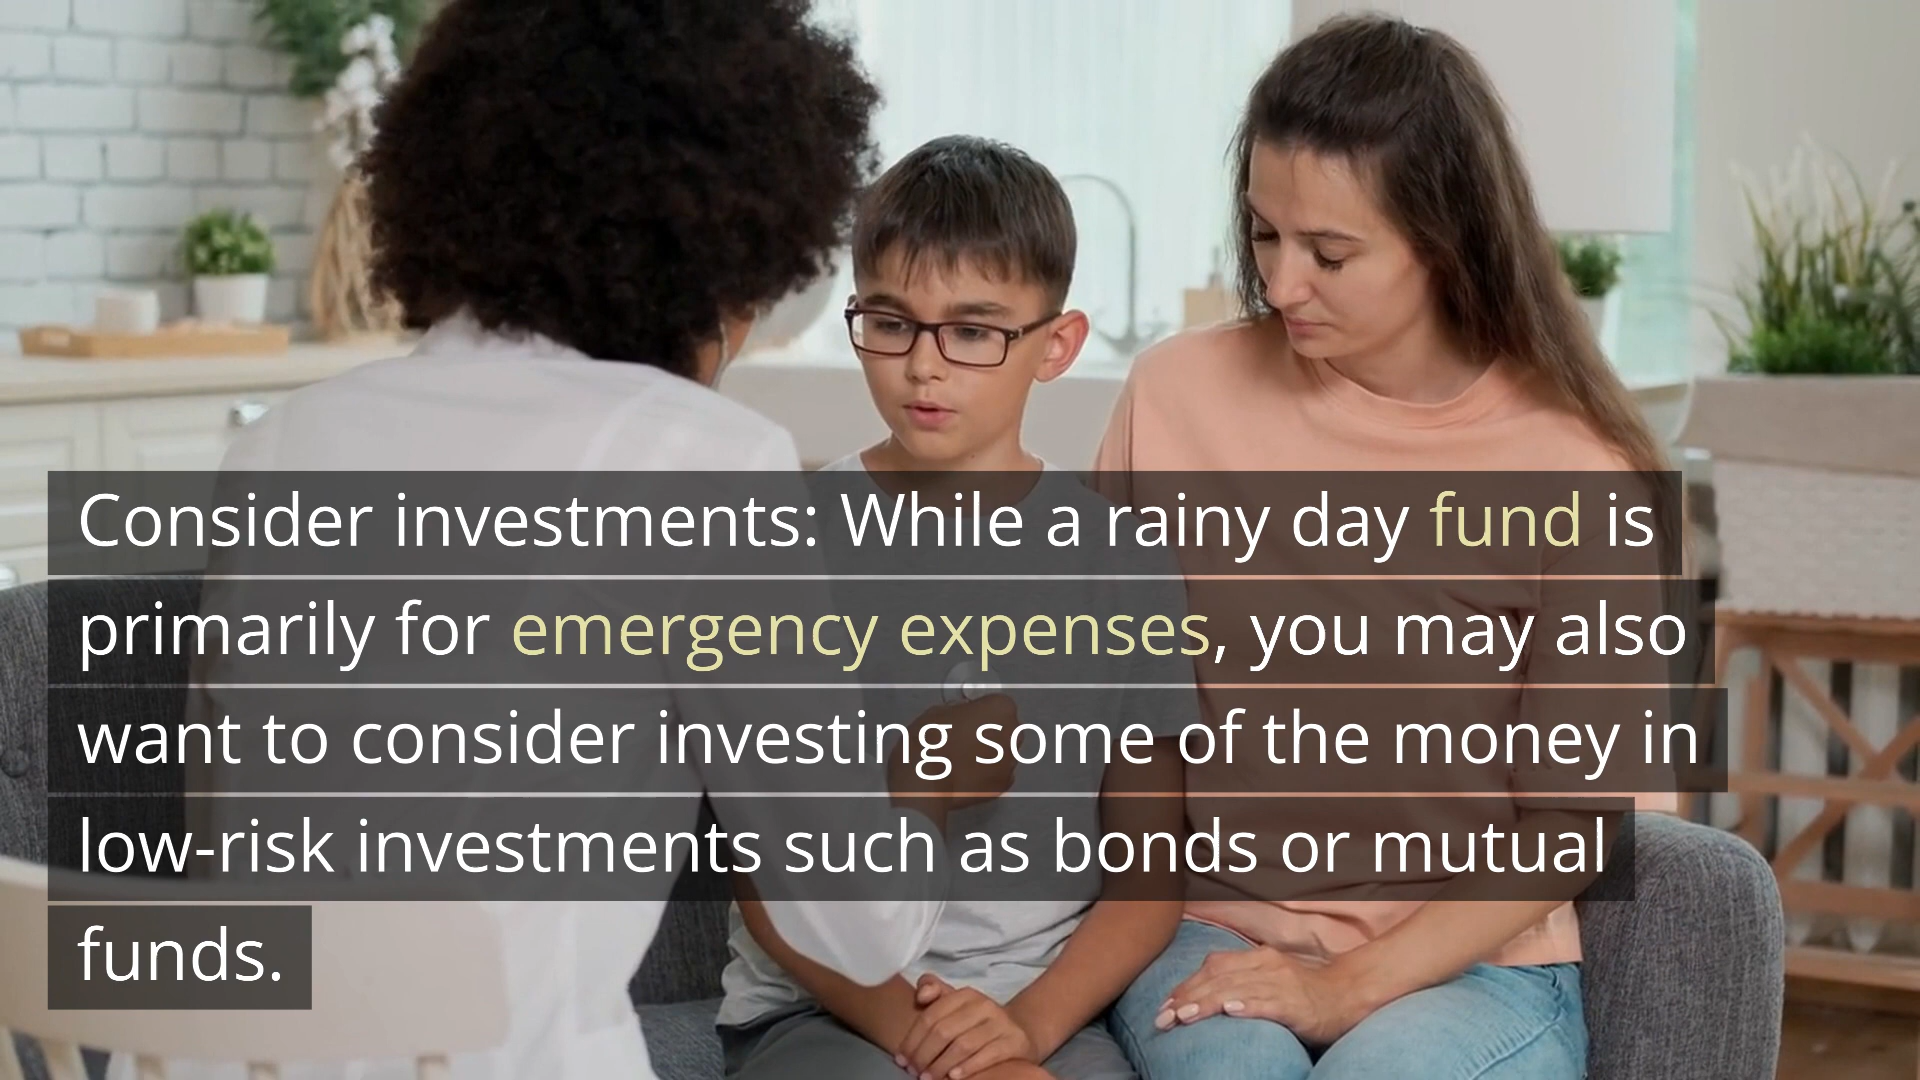 Consider investments: While a rainy day fund is
primarily for emergency expenses, you may also
want to consider investing some of the money in
low-risk investments such as bonds or mutual
funds.